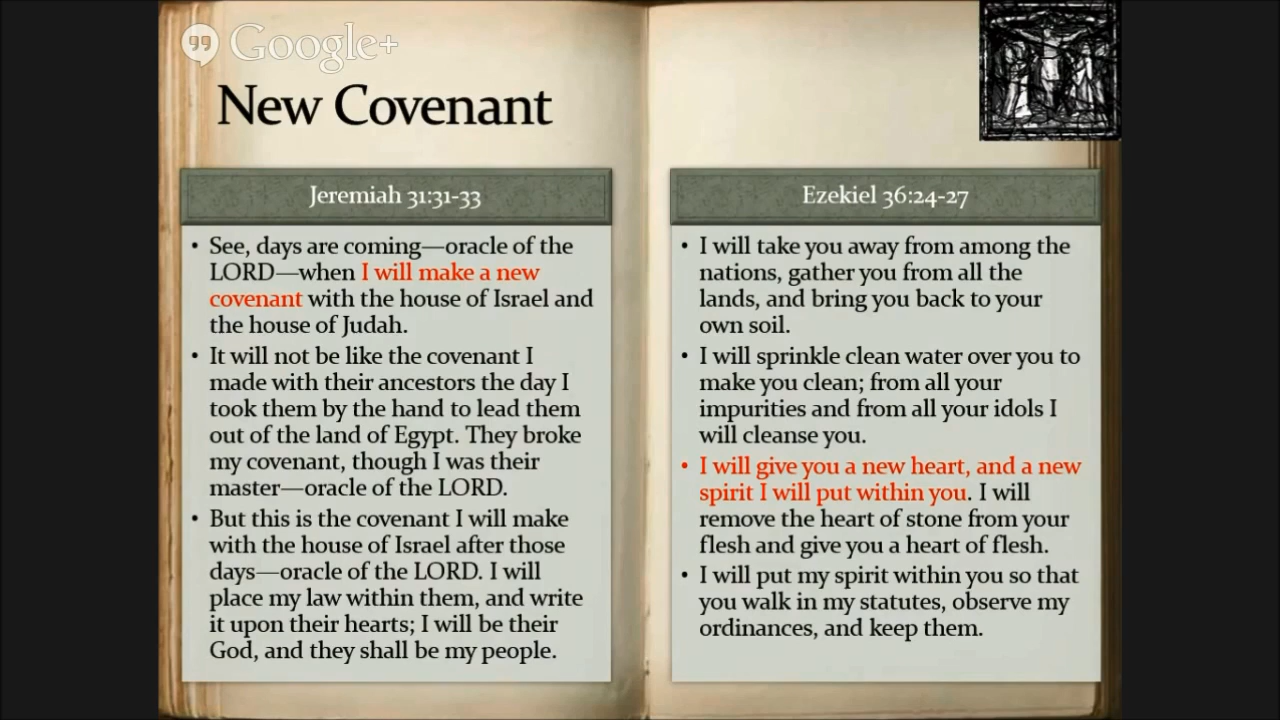 Google+
New Covenant
Jeremiah 31:31-33
• See, days are coming—oracle of the
LORD—when I will make a new
covenant with the house of Israel and
the house of Judah.
• It will not be like the covenant I
made with their ancestors the day I
took them by the hand to lead them
out of the land of Egypt. They broke
my covenant, though I was their
master—oracle of the LORD.
• But this is the covenant I will make
with the house of Israel after those
days—oracle of the LORD. I will
place my law within them, and write
it upon their hearts; I will be their
God, and they shall be my people.
Ezekiel 36:24-27
• I will take you away from among the
nations, gather you from all the
lands, and bring you back to your
own soil.
• I will sprinkle clean water over you to
make you clean; from all your
impurities and from all your idols I
will cleanse you.
• I will give you a new heart, and a new
spirit I will put within you. I will
remove the heart of stone from your
flesh and give you a heart of flesh.
• I will put my spirit within you so that
you walk in my statutes, observe my
ordinances, and keep them.